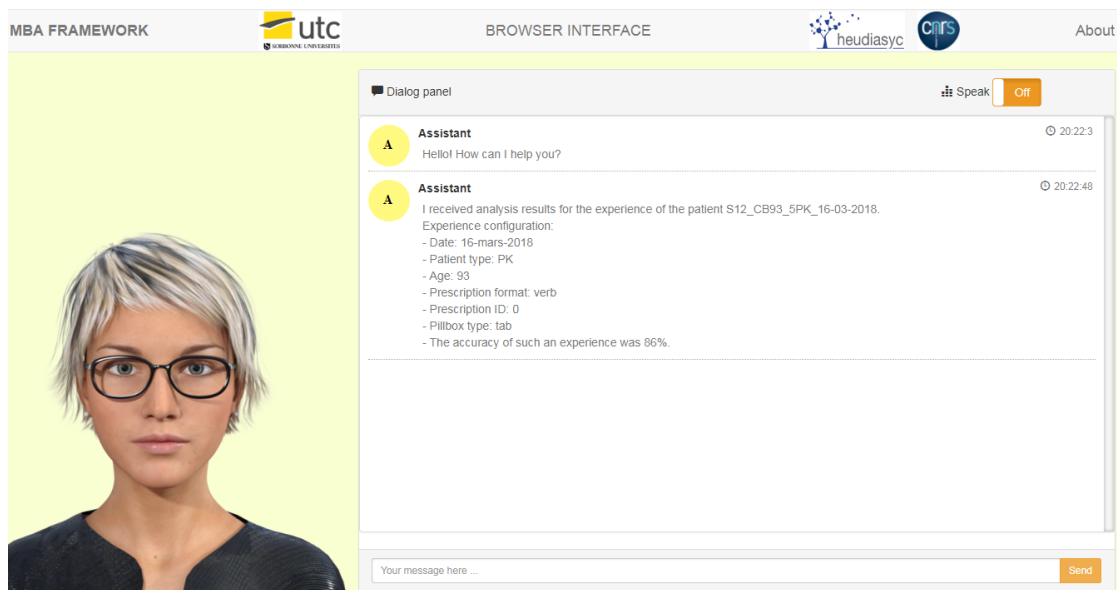 MBA FRAMEWORK
utc
SORBONNE UNIVERSITES
BROWSER INTERFACE
heudiasyc
cnrs
About
Dialog panel
Speak Off
A
Assistant
20:22:3
Hello! How can I help you?
A
Assistant
20:22:48
I received analysis results for the experience of the patient S12_CB93_5PK_16-03-2018.
Experience configuration:
- Date: 16-mars-2018
- Patient type: PK
- Age: 93
- Prescription format: verb
- Prescription ID: 0
- Pillbox type: tab
- The accuracy of such an experience was 86%.
Your message here ...
Send